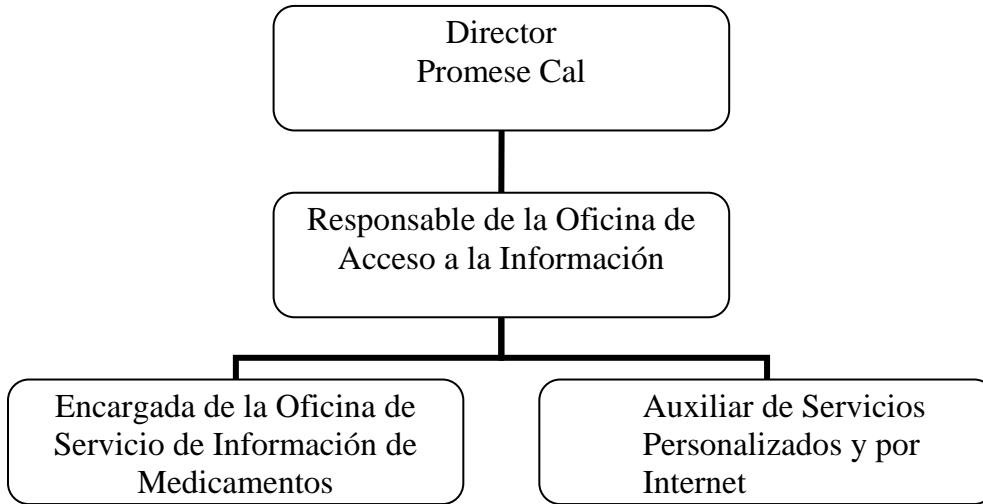 Director
Promese Cal
Responsable de la Oficina de
Acceso a la Información
Encargada de la Oficina de
Servicio de Información de
Medicamentos
Auxiliar de Servicios
Personalizados y por
Internet